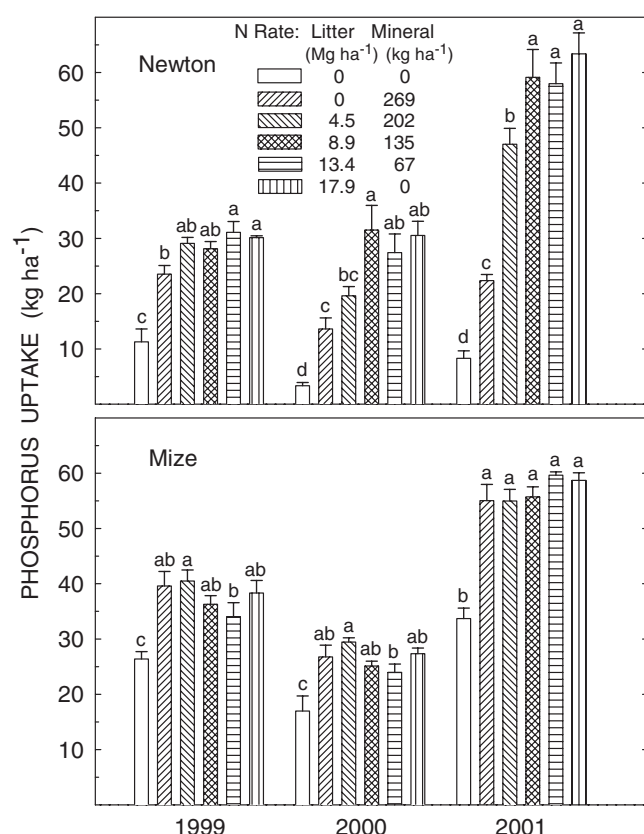 N Rate: Litter Mineral
(Mg ha-1) (kg ha-1)
0 0
0 269
4.5 202
8.9 135
13.4 67
17.9 0
Newton
60
50
40
30
20
10
c b ab ab a a
d c bc a ab ab
d c b a a a
PHOSPHORUS UPTAKE (kg ha-1)
Mize
60
50
40
30
20
10
c ab a ab b ab
c ab a ab b ab
b a a a a a
1999 2000 2001